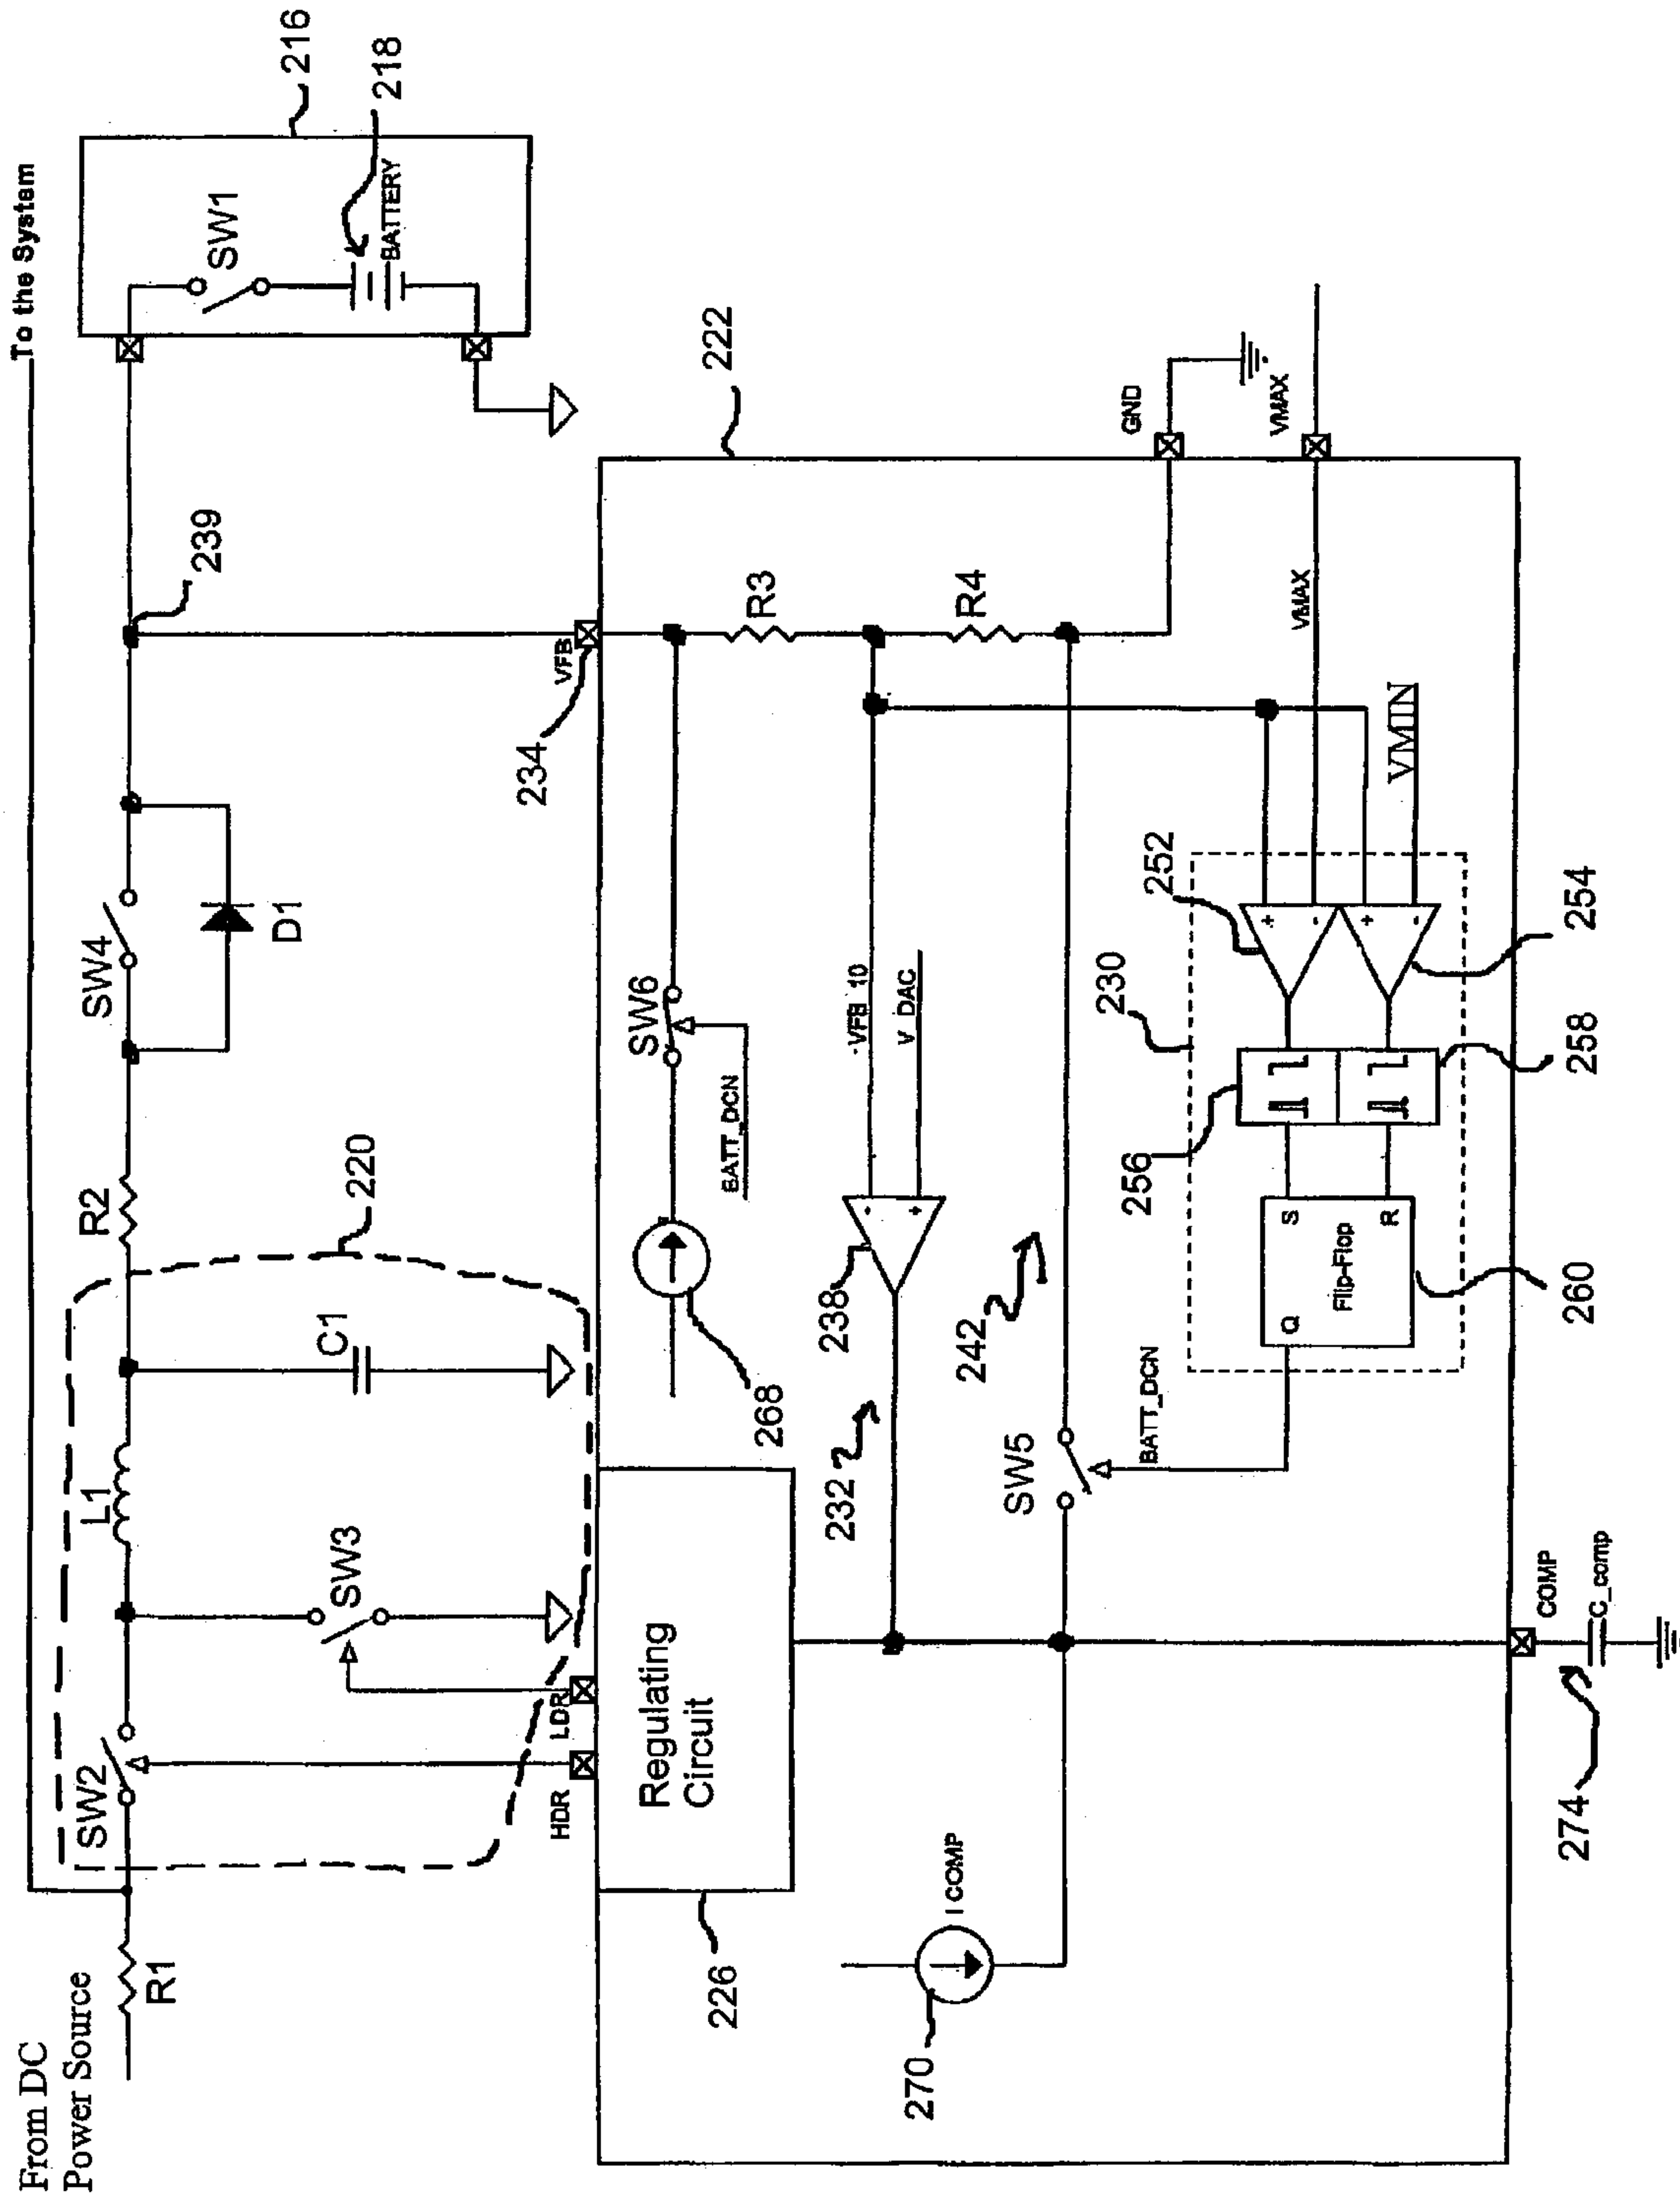 From DC
Power Source
To the System
R1
SW2
L1
R2
SW4
D1
239
216
SW1
218
BATTERY
220
SW3
C1
HDR
LDR
234
VFB
222
226
Regulating
Circuit
268
SW6
BATT_DCN
R3
R4
GND
VMAX
VMAX
VMIN
-VFB 10
V DAC
238
232
242
SW5
BATT_DCN
230
252
254
256
258
260
Flip-Flop
Q
S
R
+
-
+
-
-
+
270
I COMP
COMP
C_comp
274